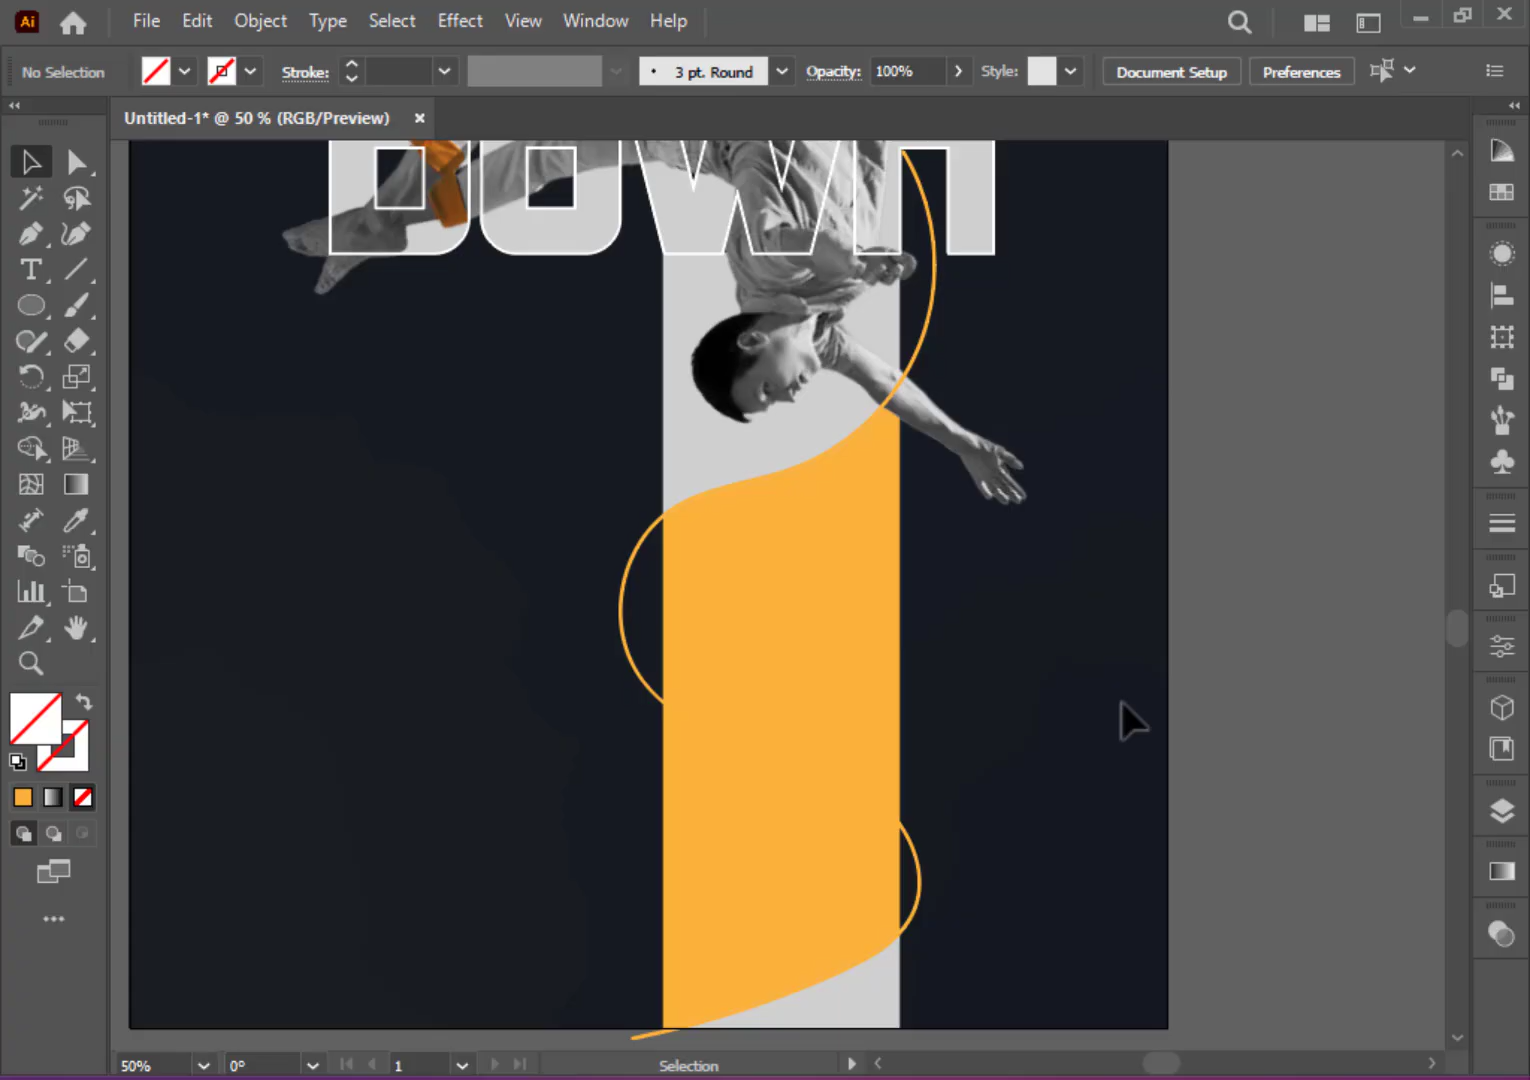 Ai File Edit Object Type Select Effect View Window Help
No Selection Stroke: 3 pt. Round Opacity: 100% Style: Document Setup Preferences
Untitled-1* @ 50 % (RGB/Preview) ×
DOWN
50% 0° 1 Selection